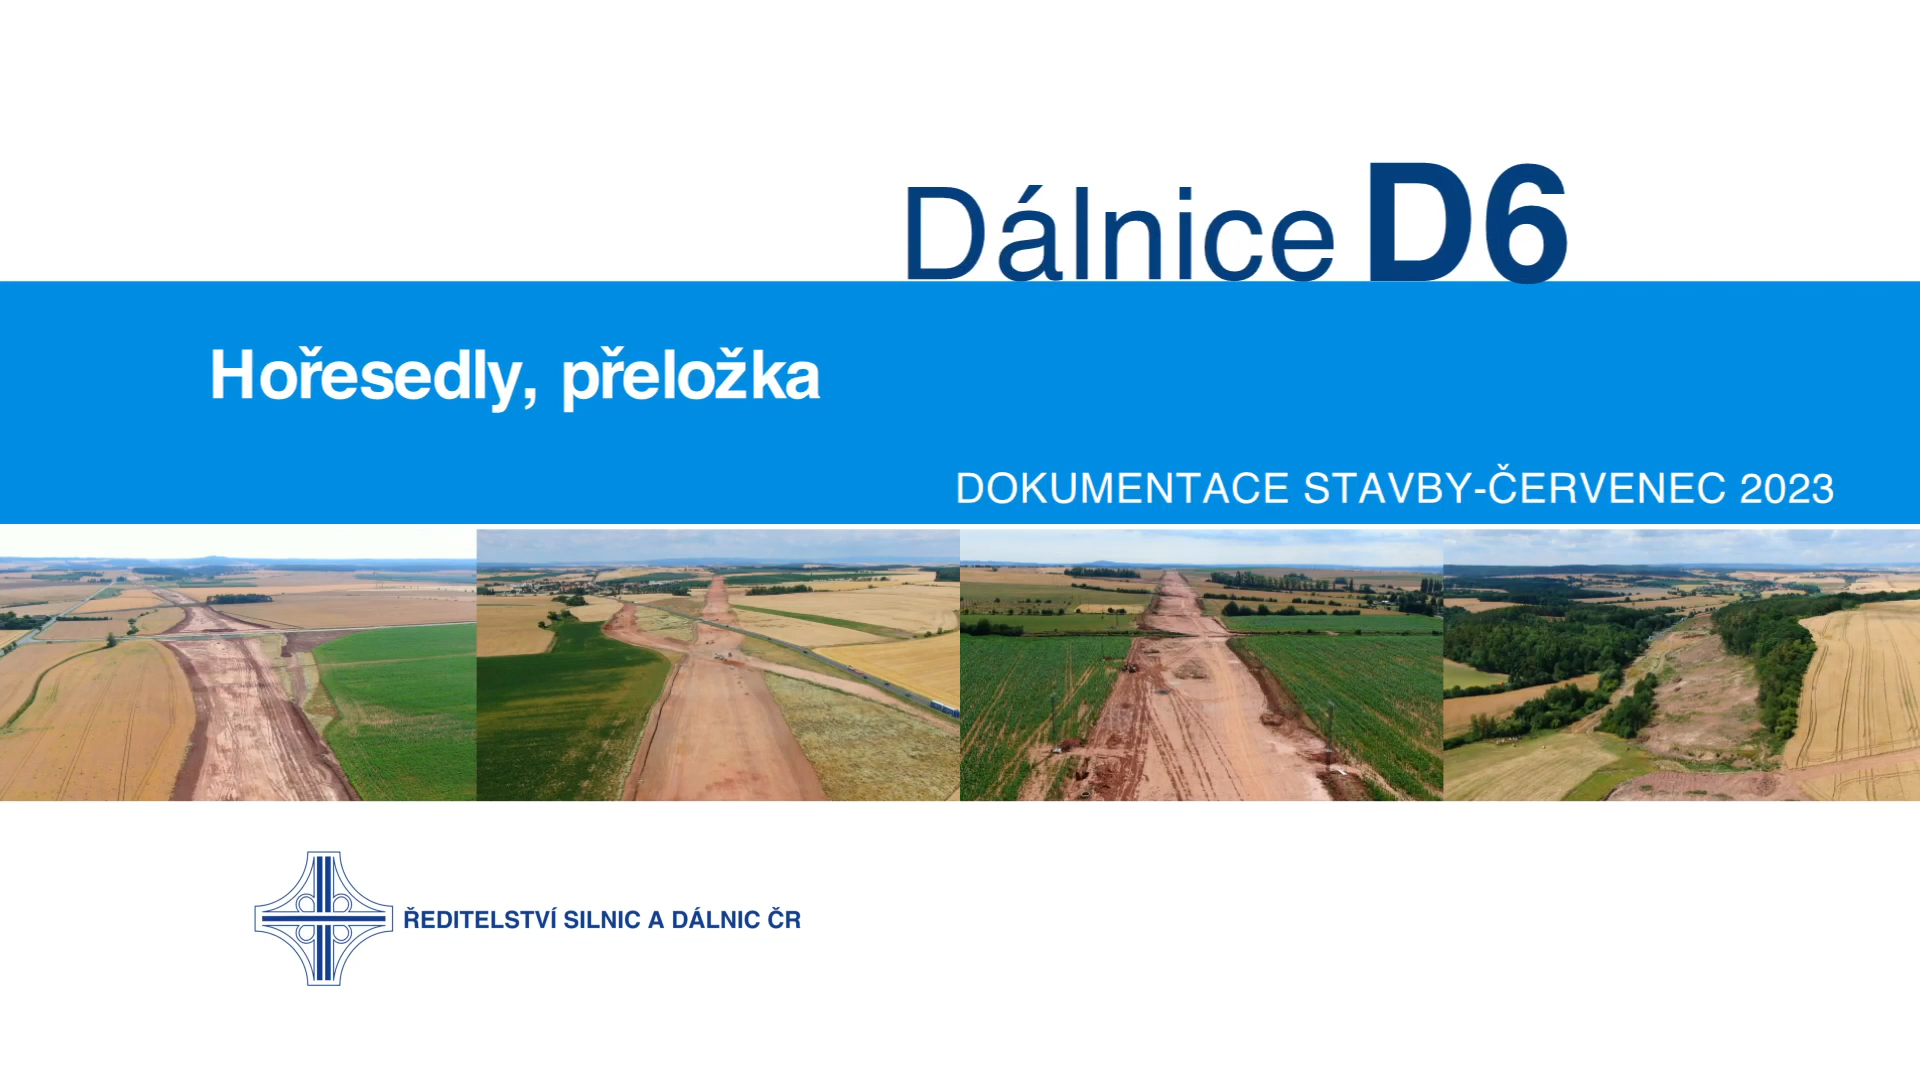 Dálnice D6
Hořesedly, přeložka
DOKUMENTACE STAVBY-ČERVENEC 2023
ŘEDITELSTVÍ SILNIC A DÁLNIC ČR